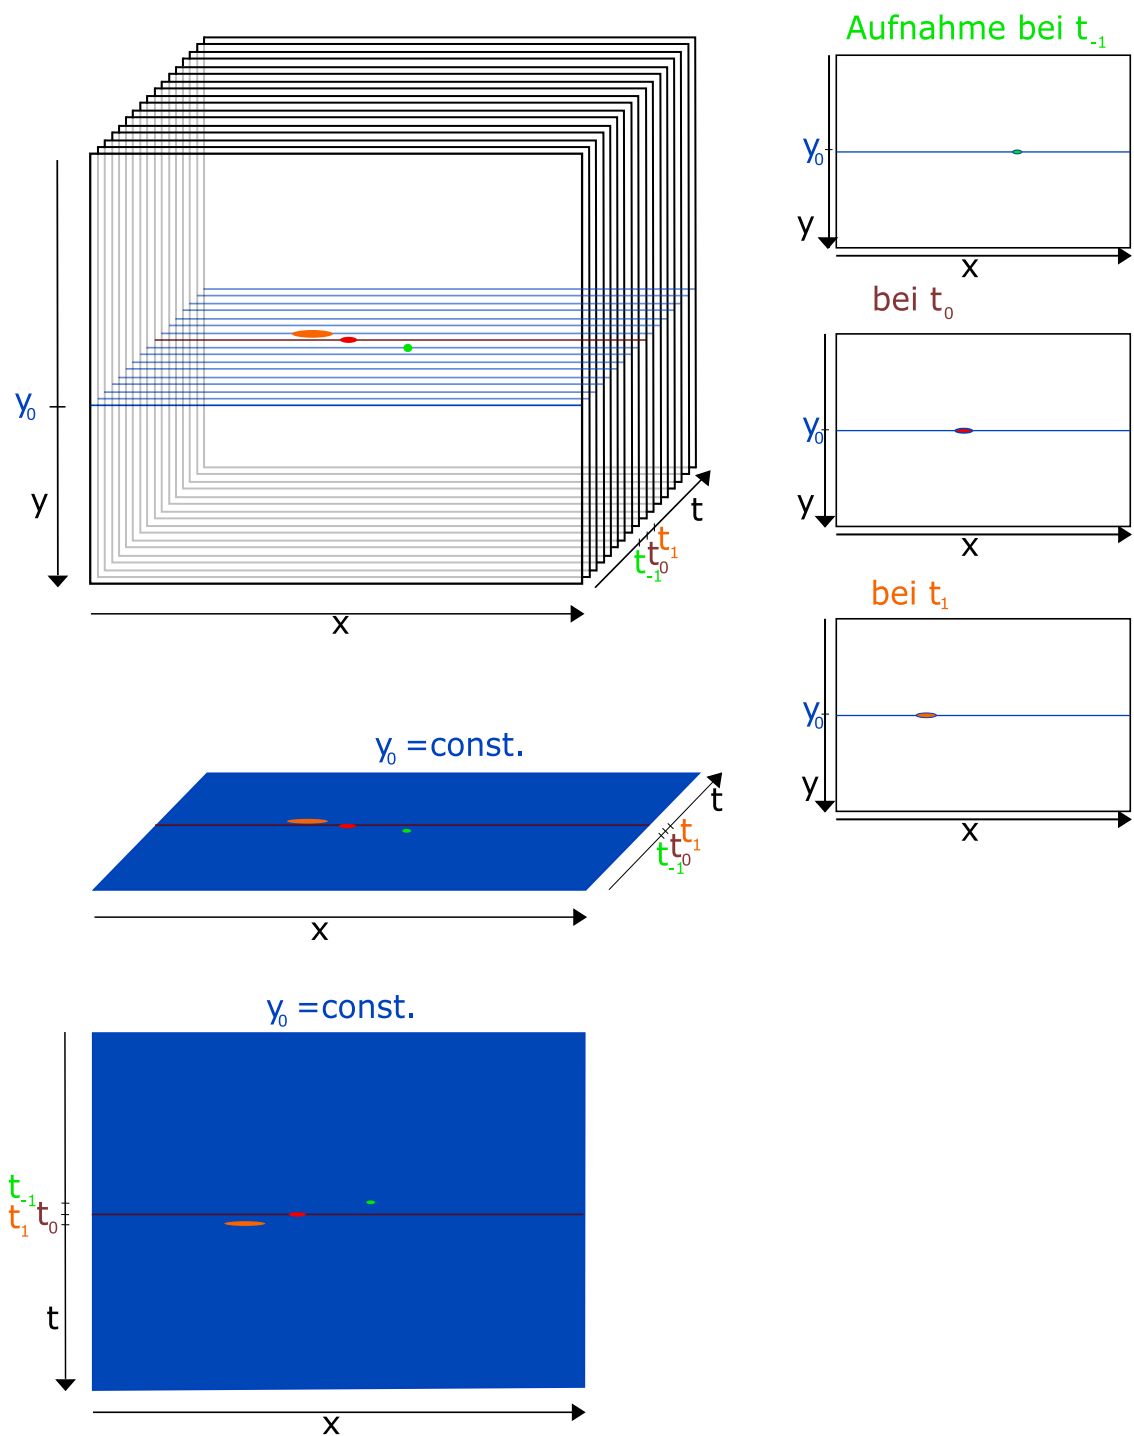 Aufnahme bei t-1
y0
y
x
bei t0
y0
y
x
bei t1
y0
y
x
y0
y
x
t
t1
t0
t-1
y0 =const.
t
t1
t0
t-1
x
y0 =const.
t-1
t1 t0
t
x